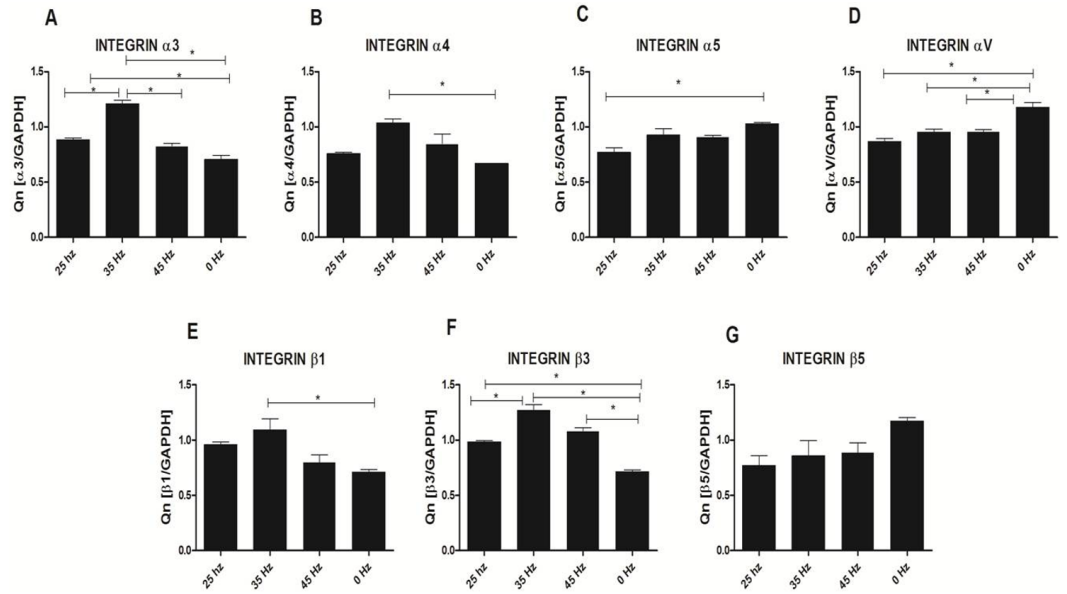 A
INTEGRIN α3
Qn [α3/GAPDH]
1.5
1.0
0.5
0.0
* * * *
25 hz 35 Hz 45 Hz 0 Hz
B
INTEGRIN α4
Qn [α4/GAPDH]
1.5
1.0
0.5
0.0
*
25 hz 35 Hz 45 Hz 0 Hz
C
INTEGRIN α5
Qn [α5/GAPDH]
1.5
1.0
0.5
0.0
*
25 hz 35 Hz 45 Hz 0 Hz
D
INTEGRIN αV
Qn [αV/GAPDH]
1.5
1.0
0.5
0.0
* * *
25 hz 35 Hz 45 Hz 0 Hz
E
INTEGRIN β1
Qn [β1/GAPDH]
1.5
1.0
0.5
0.0
*
25 hz 35 Hz 45 Hz 0 Hz
F
INTEGRIN β3
Qn [β3/GAPDH]
1.5
1.0
0.5
0.0
* * * *
25 hz 35 Hz 45 Hz 0 Hz
G
INTEGRIN β5
Qn [β5/GAPDH]
1.5
1.0
0.5
0.0
25 hz 35 Hz 45 Hz 0 Hz